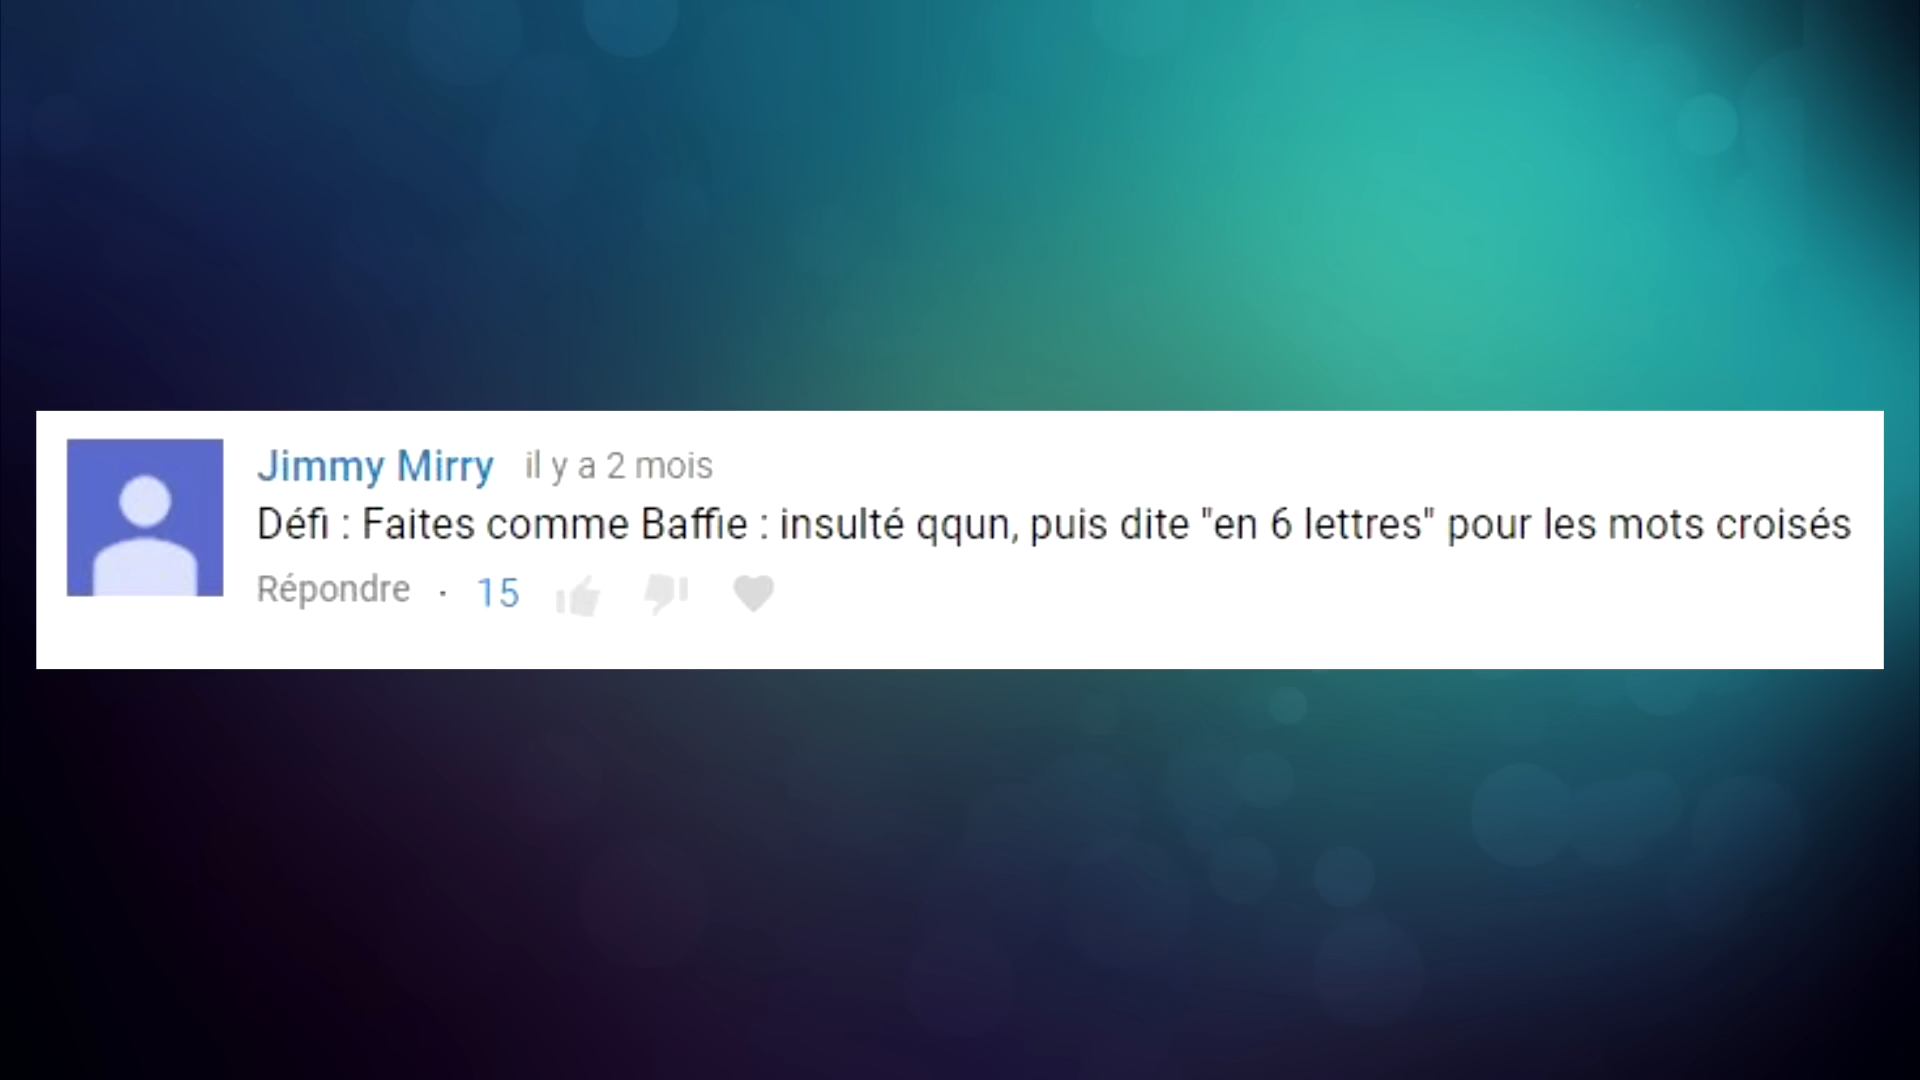 Jimmy Mirry il y a 2 mois
Défi : Faites comme Baffie : insulté qqun, puis dite "en 6 lettres" pour les mots croisés
Répondre · 15